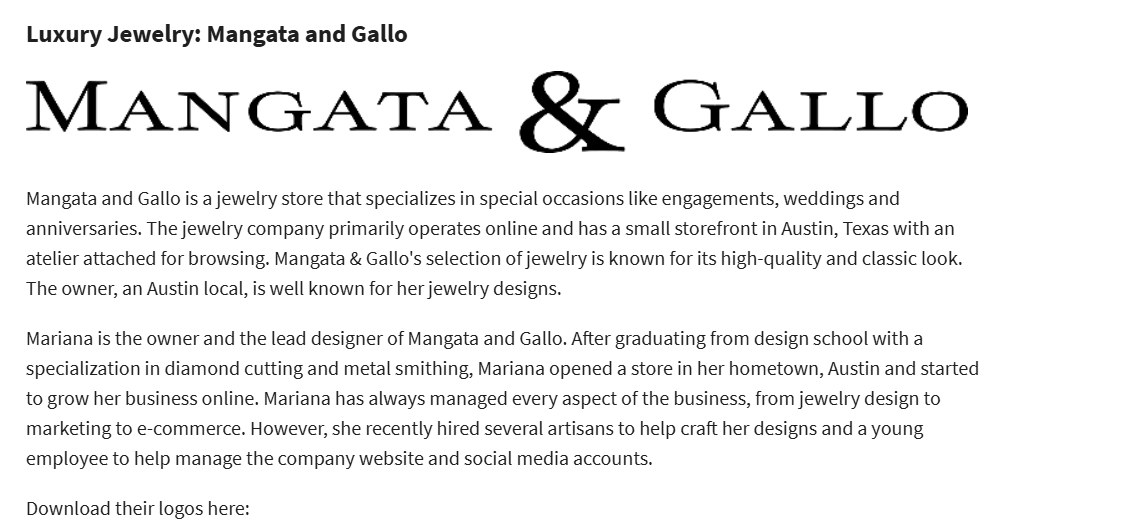 Luxury Jewelry: Mangata and Gallo
MANGATA & GALLO
Mangata and Gallo is a jewelry store that specializes in special occasions like engagements, weddings and
anniversaries. The jewelry company primarily operates online and has a small storefront in Austin, Texas with an
atelier attached for browsing. Mangata & Gallo's selection of jewelry is known for its high-quality and classic look.
The owner, an Austin local, is well known for her jewelry designs.
Mariana is the owner and the lead designer of Mangata and Gallo. After graduating from design school with a
specialization in diamond cutting and metal smithing, Mariana opened a store in her hometown, Austin and started
to grow her business online. Mariana has always managed every aspect of the business, from jewelry design to
marketing to e-commerce. However, she recently hired several artisans to help craft her designs and a young
employee to help manage the company website and social media accounts.
Download their logos here: